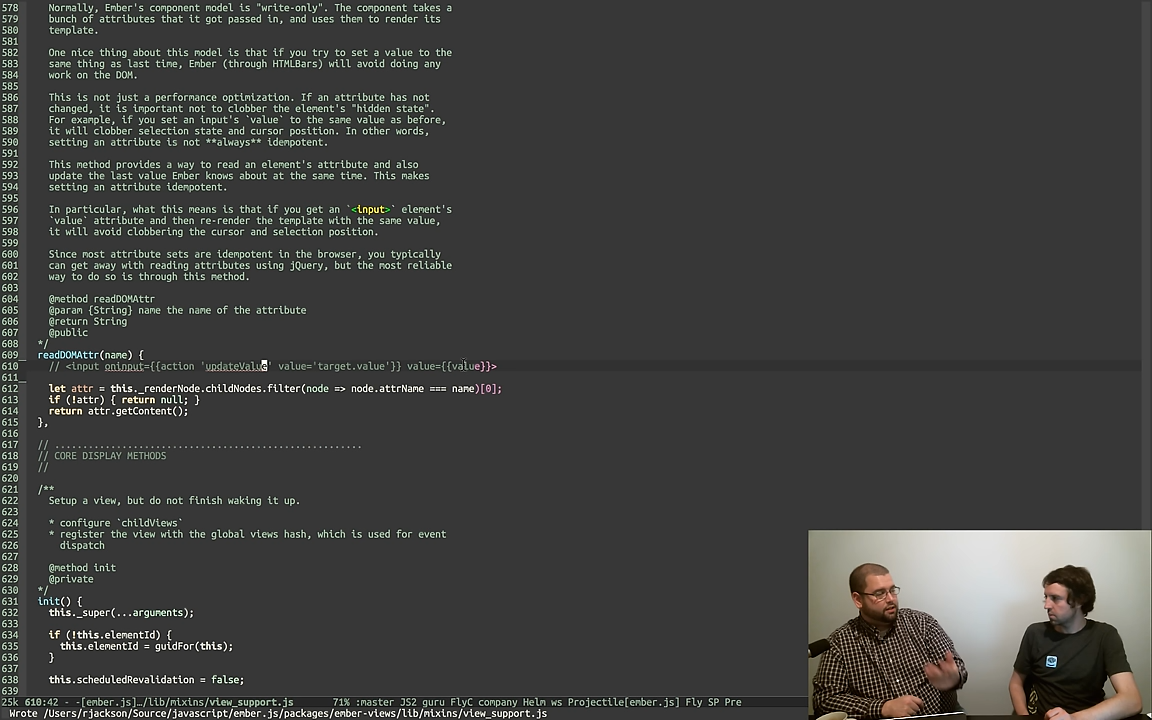 578 Normally, Ember's component model is "write-only". The component takes a
579 bunch of attributes that it got passed in, and uses them to render its
580 template.
581
582 One nice thing about this model is that if you try to set a value to the
583 same thing as last time, Ember (through HTMLBars) will avoid doing any
584 work on the DOM.
585
586 This is not just a performance optimization. If an attribute has not
587 changed, it is important not to clobber the element's "hidden state".
588 For example, if you set an input's `value` to the same value as before,
589 it will clobber selection state and cursor position. In other words,
590 setting an attribute is not **always** idempotent.
591
592 This method provides a way to read an element's attribute and also
593 update the last value Ember knows about at the same time. This makes
594 setting an attribute idempotent.
595
596 In particular, what this means is that if you get an `<input>` element's
597 `value` attribute and then re-render the template with the same value,
598 it will avoid clobbering the cursor and selection position.
599
600 Since most attribute sets are idempotent in the browser, you typically
601 can get away with reading attributes using jQuery, but the most reliable
602 way to do so is through this method.
603
604 @method readDOMAttr
605 @param {String} name the name of the attribute
606 @return String
607 @public
608 */
609 readDOMAttr(name) {
610 // <input oninput={{action 'updateValue' value='target.value'}} value={{value}}>
611
612 let attr = this._renderNode.childNodes.filter(node => node.attrName === name)[0];
613 if (!attr) { return null; }
614 return attr.getContent();
615 },
616
617 // .......................................................
618 // CORE DISPLAY METHODS
619 //
620
621 /**
622 Setup a view, but do not finish waking it up.
623
624 * configure `childViews`
625 * register the view with the global views hash, which is used for event
626 dispatch
627
628 @method init
629 @private
630 */
631 init() {
632 this._super(...arguments);
633
634 if (!this.elementId) {
635 this.elementId = guidFor(this);
636 }
637
638 this.scheduledRevalidation = false;
639
25k 610:42 - -[ember.js]…/lib/mixins/view_support.js 71% :master JS2 guru FlyC company Helm ws Projectile[ember.js] Fly SP Pre
Wrote /Users/rjackson/Source/javascript/ember.js/packages/ember-views/lib/mixins/view_support.js